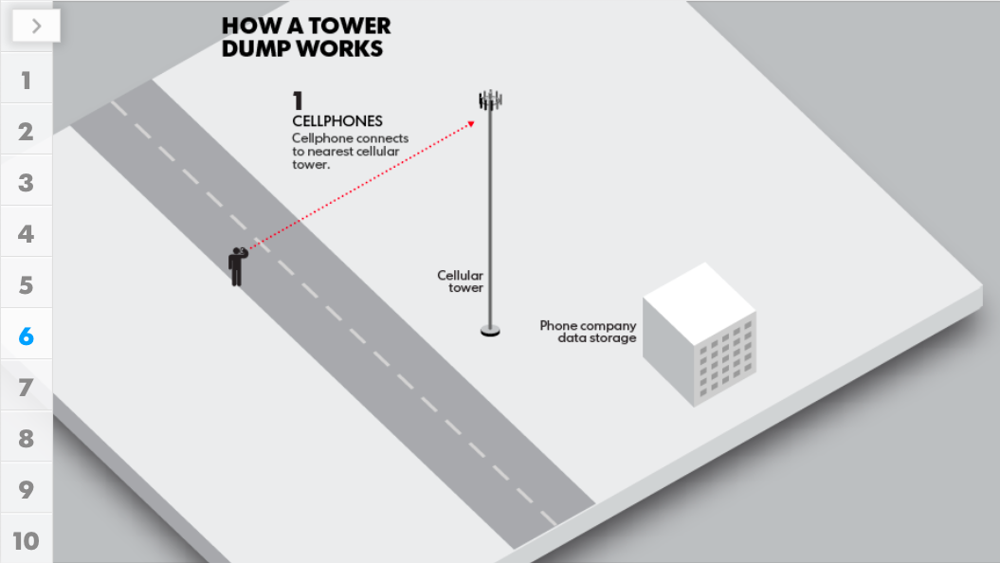 HOW A TOWER
DUMP WORKS
1
CELLPHONES
Cellphone connects
to nearest cellular
tower.
Cellular
tower
Phone company
data storage
1
2
3
4
5
6
7
8
9
10